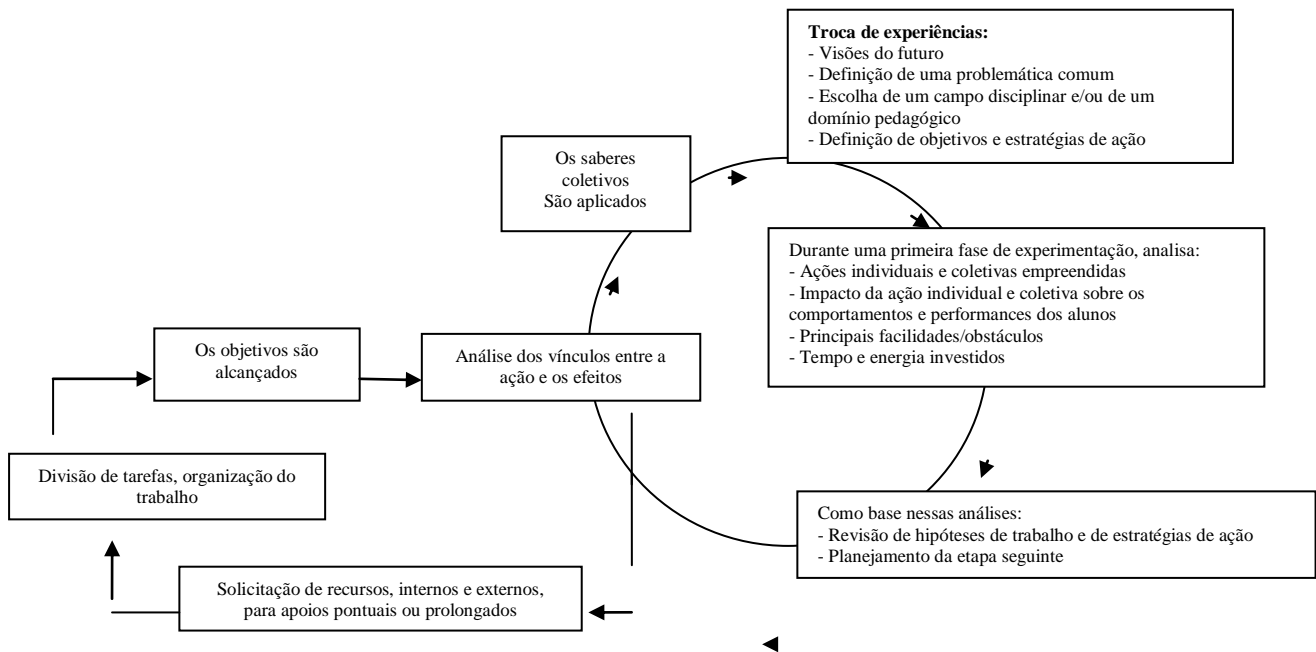 Troca de experiências:
- Visões do futuro
- Definição de uma problemática comum
- Escolha de um campo disciplinar e/ou de um
domínio pedagógico
- Definição de objetivos e estratégias de ação
Os saberes
coletivos
São aplicados
Durante uma primeira fase de experimentação, analisa:
- Ações individuais e coletivas empreendidas
- Impacto da ação individual e coletiva sobre os
comportamentos e performances dos alunos
- Principais facilidades/obstáculos
- Tempo e energia investidos
Os objetivos são
alcançados
Análise dos vínculos entre a
ação e os efeitos
Divisão de tarefas, organização do
trabalho
Como base nessas análises:
- Revisão de hipóteses de trabalho e de estratégias de ação
- Planejamento da etapa seguinte
Solicitação de recursos, internos e externos,
para apoios pontuais ou prolongados